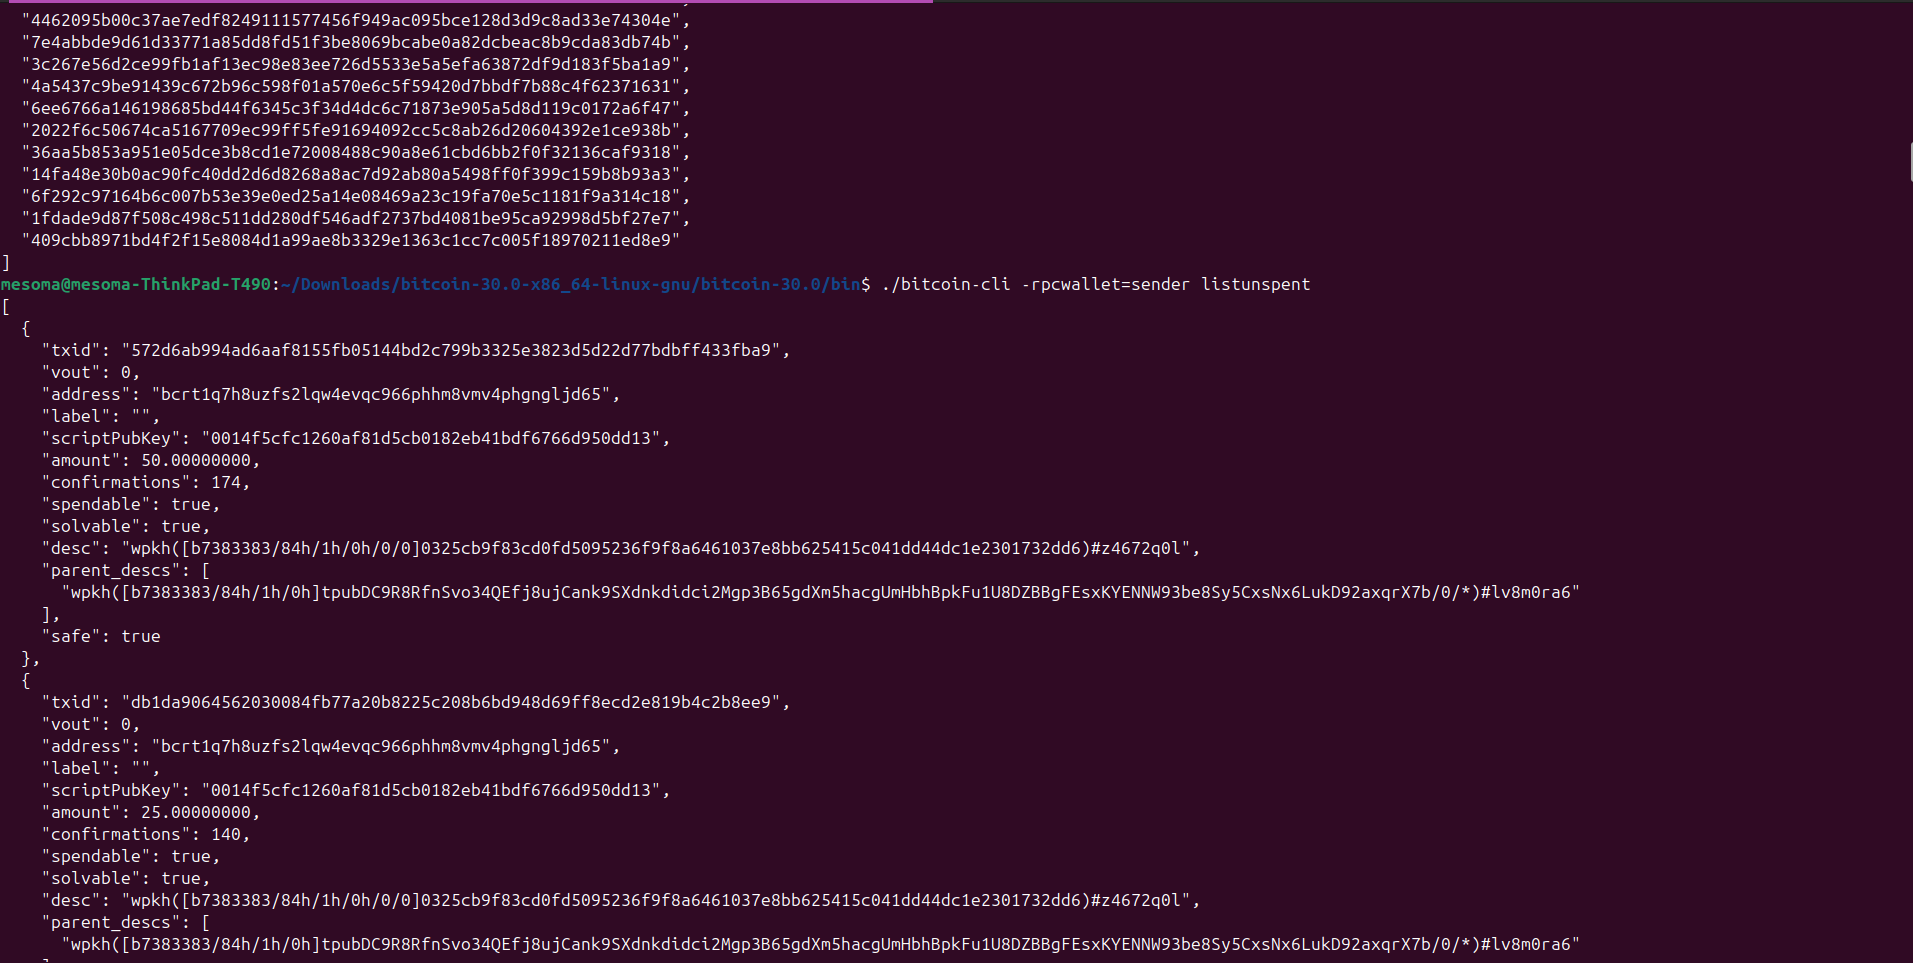 "4462095b00c37ae7edf8249111577456f949ac095bce128d3d9c8ad33e74304e",
"7e4abbde9d61d33771a85dd8fd51f3be8069bcabe0a82dcbeac8b9cda83db74b",
"3c267e56d2ce99fb1af13ec98e83ee726d5533e5a5efa63872df9d183f5ba1a9",
"4a5437c9be91439c672b96c598f01a570e6c5f59420d7bbdf7b88c4f62371631",
"6ee6766a146198685bd44f6345c3f34d4dc6c71873e905a5d8d119c0172a6f47",
"2022f6c50674ca5167709ec99ff5fe91694092cc5c8ab26d20604392e1ce938b",
"36aa5b853a951e05dce3b8cd1e72008488c90a8e61cbd6bb2f0f32136caf9318",
"14fa48e30b0ac90fc40dd2d6d8268a8ac7d92ab80a5498ff0f399c159b8b93a3",
"6f292c97164b6c007b53e39e0ed25a14e08469a23c19fa70e5c1181f9a314c18",
"1fdade9d87f508c498c511dd280df546adf2737bd4081be95ca92998d5bf27e7",
"409cbb8971bd4f2f15e8084d1a99ae8b3329e1363c1cc7c005f18970211ed8e9"
]
mesoma@mesoma-ThinkPad-T490:~/Downloads/bitcoin-30.0-x86_64-linux-gnu/bitcoin-30.0/bin$ ./bitcoin-cli -rpcwallet=sender listunspent
[
{
"txid": "572d6ab994ad6aaf8155fb05144bd2c799b3325e3823d5d22d77bdbff433fba9",
"vout": 0,
"address": "bcrt1q7h8uzfs2lqw4evqc966phhm8vmv4phgngljd65",
"label": "",
"scriptPubKey": "0014f5cfc1260af81d5cb0182eb41bdf6766d950dd13",
"amount": 50.00000000,
"confirmations": 174,
"spendable": true,
"solvable": true,
"desc": "wpkh([b7383383/84h/1h/0h/0/0]0325cb9f83cd0fd5095236f9f8a6461037e8bb625415c041dd44dc1e2301732dd6)#z4672q0l",
"parent_descs": [
"wpkh([b7383383/84h/1h/0h]tpubDC9R8RfnSvo34QEfj8ujCank9SXdnkdidci2Mgp3B65gdXm5hacgUmHbhBpkFu1U8DZBBgFEsxKYENNW93be8Sy5CxsNx6LukD92axqrX7b/0/*)#lv8m0ra6"
],
"safe": true
},
{
"txid": "db1da9064562030084fb77a20b8225c208b6bd948d69ff8ecd2e819b4c2b8ee9",
"vout": 0,
"address": "bcrt1q7h8uzfs2lqw4evqc966phhm8vmv4phgngljd65",
"label": "",
"scriptPubKey": "0014f5cfc1260af81d5cb0182eb41bdf6766d950dd13",
"amount": 25.00000000,
"confirmations": 140,
"spendable": true,
"solvable": true,
"desc": "wpkh([b7383383/84h/1h/0h/0/0]0325cb9f83cd0fd5095236f9f8a6461037e8bb625415c041dd44dc1e2301732dd6)#z4672q0l",
"parent_descs": [
"wpkh([b7383383/84h/1h/0h]tpubDC9R8RfnSvo34QEfj8ujCank9SXdnkdidci2Mgp3B65gdXm5hacgUmHbhBpkFu1U8DZBBgFEsxKYENNW93be8Sy5CxsNx6LukD92axqrX7b/0/*)#lv8m0ra6"